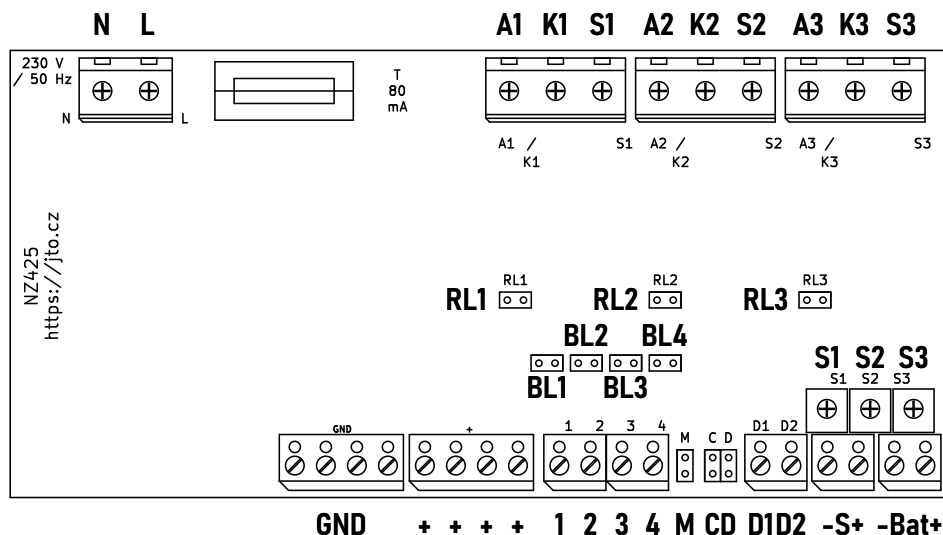 N L A1 K1 S1 A2 K2 S2 A3 K3 S3
230 V
/ 50 Hz
T
80
mA
N L
A1 / S1 A2 / S2 A3 / S3
K1 K2 K3
NZ425
https://jto.cz
RL1 RL2 RL3
RL1 RL2 RL3
BL2 BL4
BL1 BL3
S1 S2 S3
S1 S2 S3
GND + 1 2 3 4 M C D D1 D2
GND + + + + 1 2 3 4 M CD D1D2 -S+ -Bat+